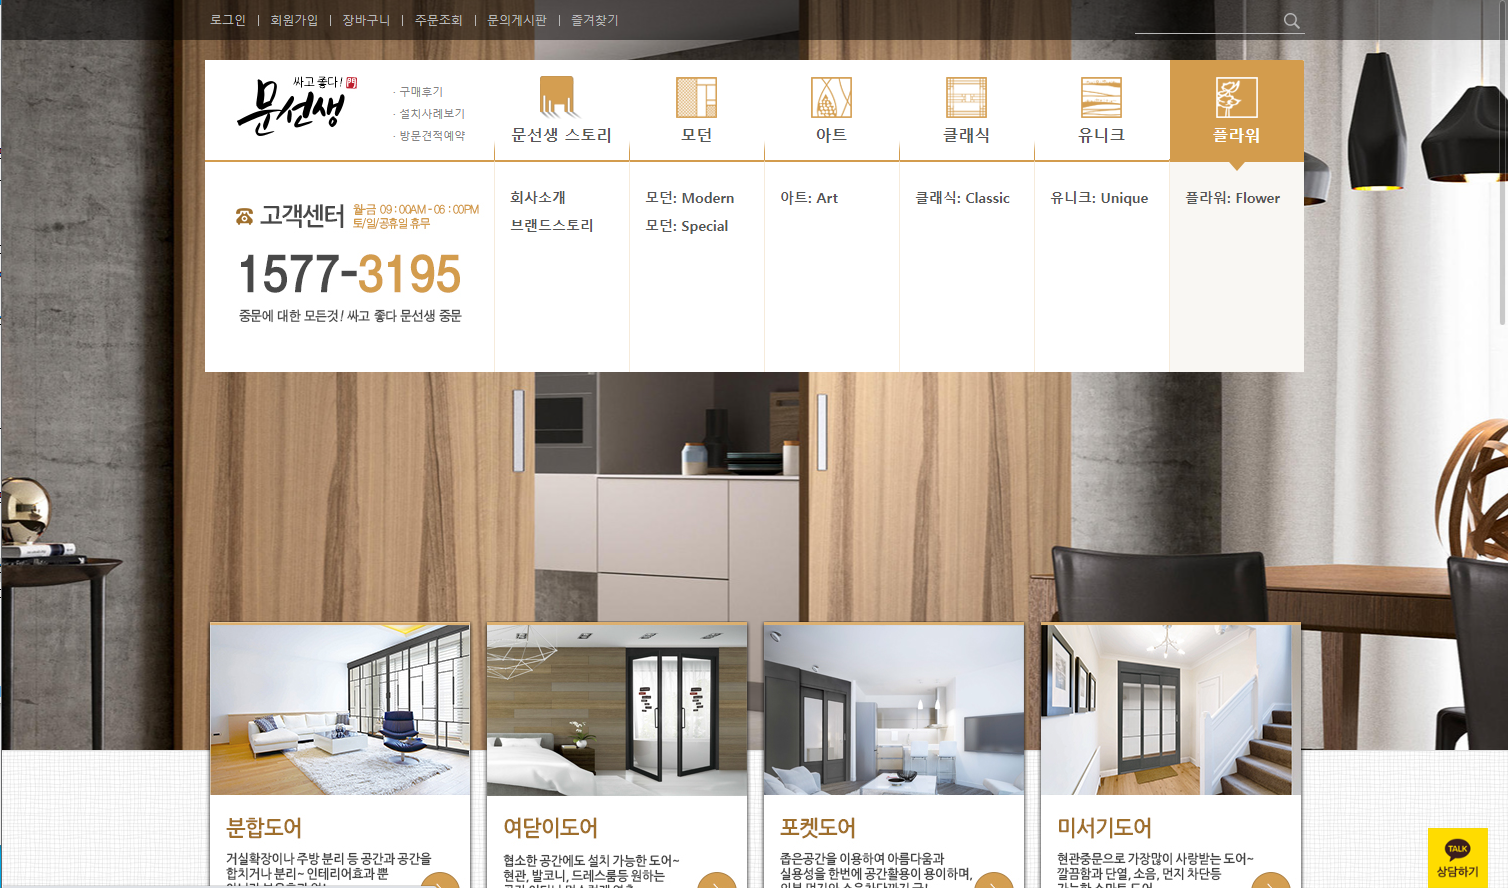 로그인 | 회원가입 | 장바구니 | 주문조회 | 문의게시판 | 즐겨찾기
싸고 좋다!
문선생
· 구매후기
· 설치사례보기
· 방문견적예약
문선생 스토리
모던
아트
클래식
유니크
플라워
고객센터
월-금 09 : 00AM - 06 : 00PM
토/일/공휴일 휴무
1577-3195
중문에 대한 모든것! 싸고 좋다 문선생 중문
회사소개
브랜드스토리
모던: Modern
모던: Special
아트: Art
클래식: Classic
유니크: Unique
플라워: Flower
분합도어
거실확장이나 주방 분리 등 공간과 공간을
합치거나 분리~ 인테리어효과 뿐
여닫이도어
협소한 공간에도 설치 가능한 도어~
현관, 발코니, 드레스룸등 원하는
포켓도어
좁은공간을 이용하여 아름다움과
실용성을 한번에 공간활용이 용이하며,
미서기도어
현관중문으로 가장많이 사랑받는 도어~
깔끔함과 단열, 소음, 먼지 차단등
TALK
상담하기